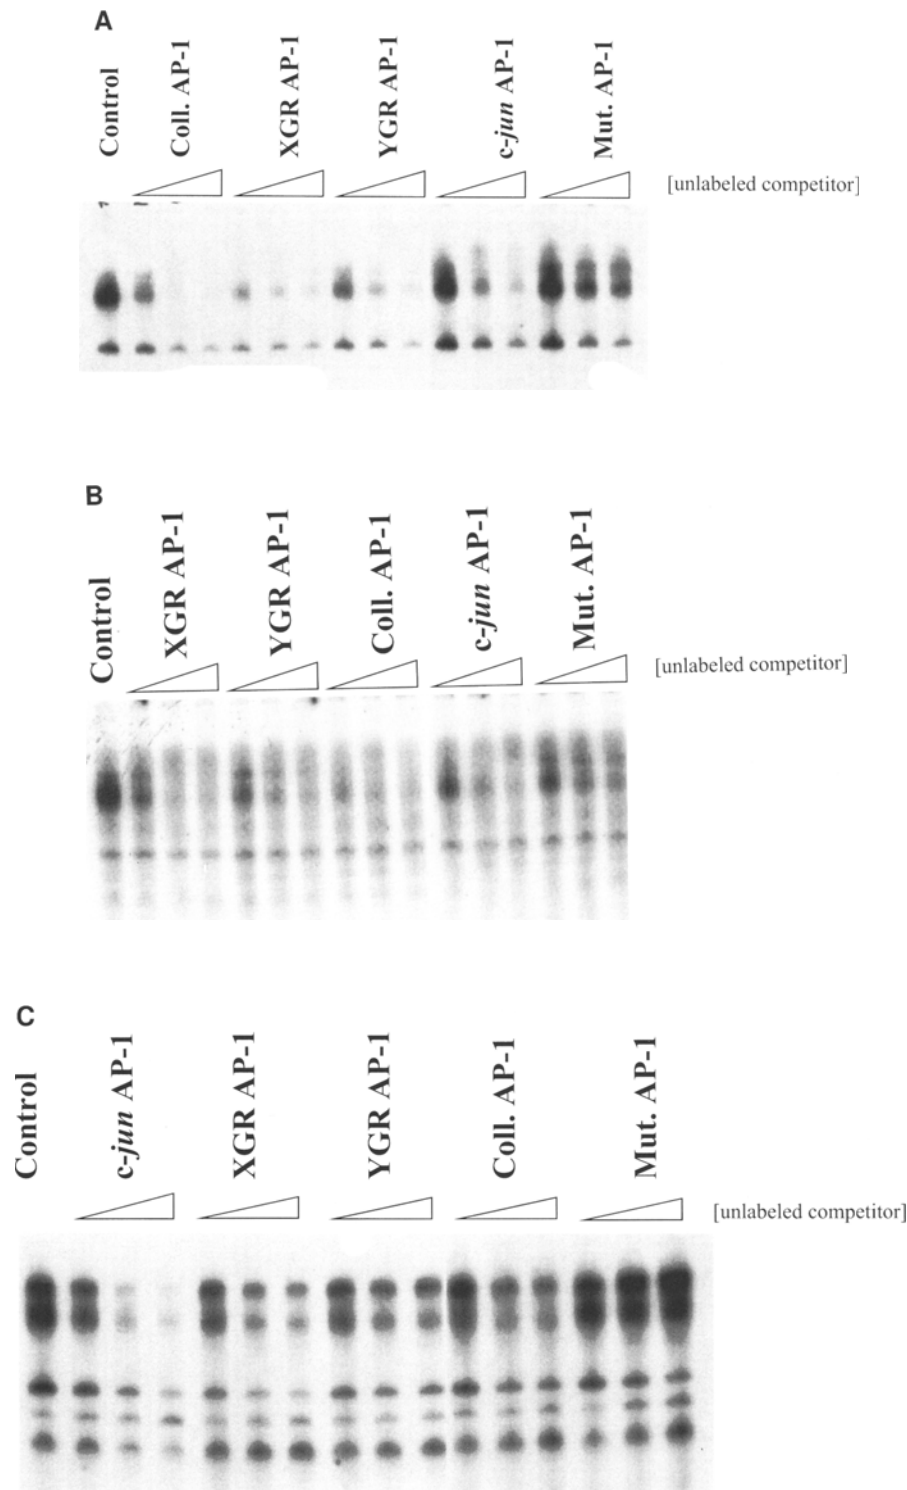 A
Control
Coll. AP-1
XGR AP-1
YGR AP-1
c-jun AP-1
Mut. AP-1
[unlabeled competitor]
B
Control
XGR AP-1
YGR AP-1
Coll. AP-1
c-jun AP-1
Mut. AP-1
[unlabeled competitor]
C
Control
c-jun AP-1
XGR AP-1
YGR AP-1
Coll. AP-1
Mut. AP-1
[unlabeled competitor]